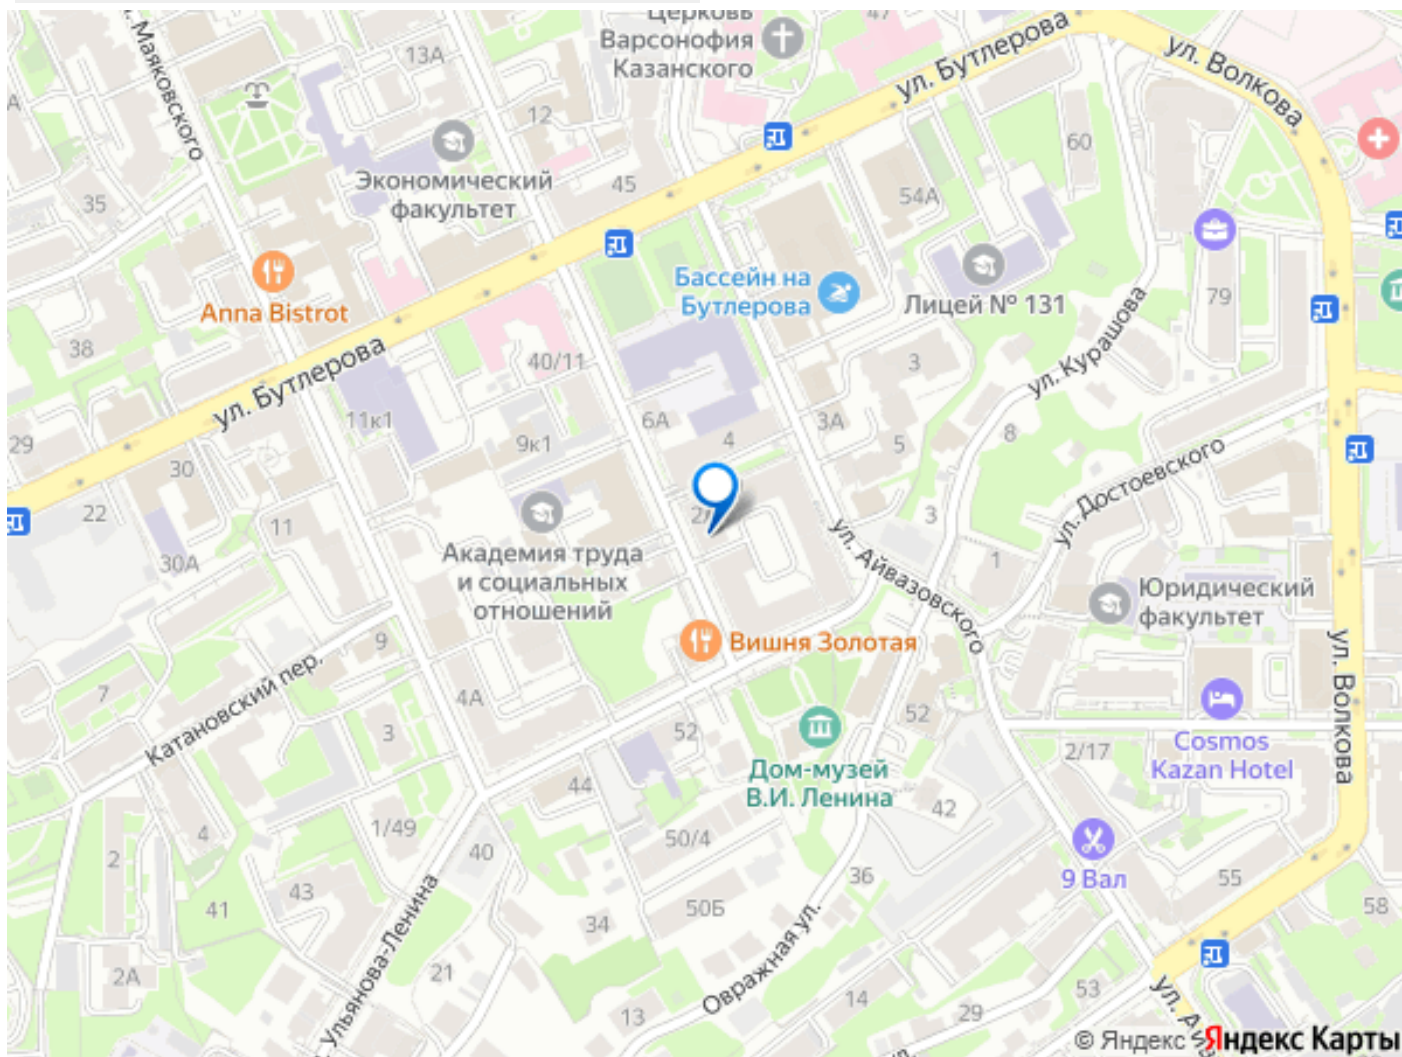 Церковь
Варсонофия
Казанского
47
ул. Волкова
ул. Бутлерова
Маяковского
13А
12
60
Экономический
факультет
45
54А
35
79
Бассейн на
Бутлерова
Лицей № 131
Anna Bistrot
38
40/11
3
ул. Курашова
ул. Бутлерова
11к1
6А
4
3А
5
8
9к1
29
30
22
11
30А
ул. Достоевского
3
1
ул. Айвазовского
Академия труда
и социальных
отношений
Юридический
факультет
Вишня Золотая
ул. Волкова
9
7
Катановский пер.
4А
3
52
52
Дом-музей
В.И. Ленина
2/17
Cosmos
Kazan Hotel
44
42
4
1/49
40
50/4
2
36
9 Вал
55
43
41
34
50Б
58
Ульянова-Ленина
Овражная ул.
2А
21
13
14
29
53
© Яндекс
Яндекс Карты